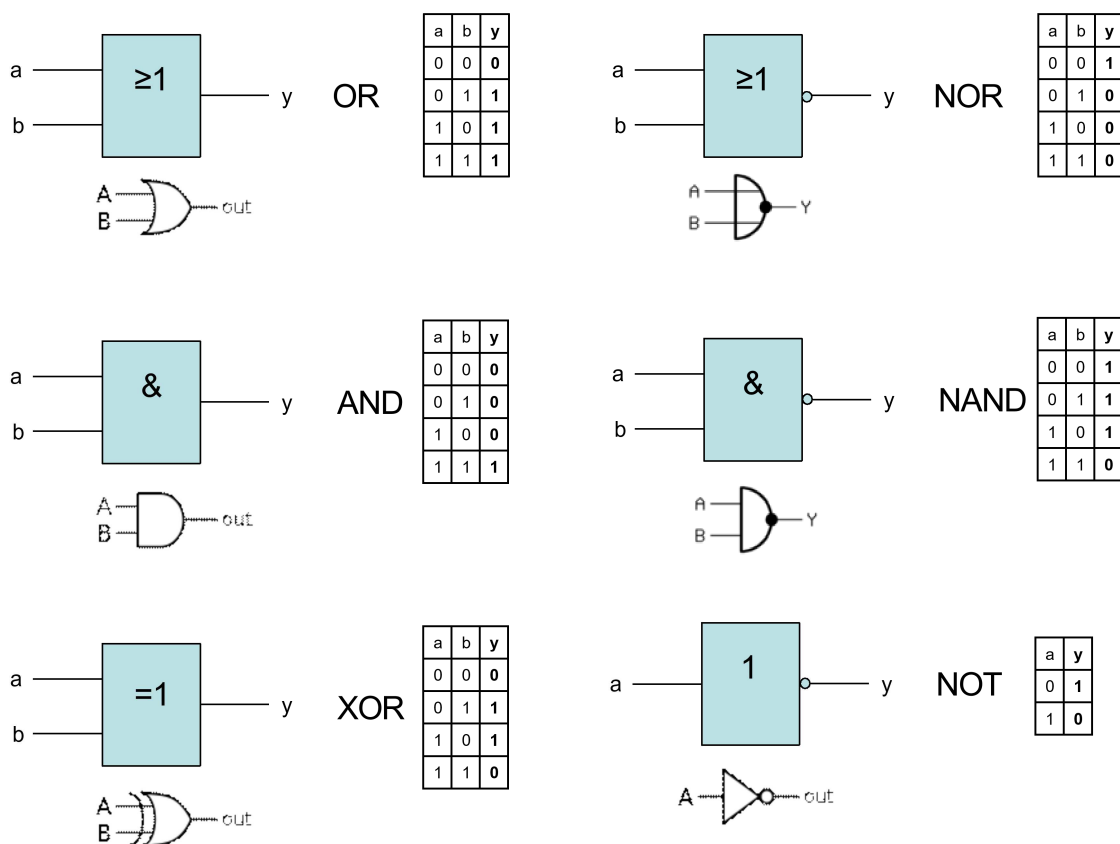 a
b
≥1
y
OR
a b y
0 0 0
0 1 1
1 0 1
1 1 1
A
B
out
a
b
≥1
y
NOR
a b y
0 0 1
0 1 0
1 0 0
1 1 0
A
B
Y
a
b
&
y
AND
a b y
0 0 0
0 1 0
1 0 0
1 1 1
A
B
out
a
b
&
y
NAND
a b y
0 0 1
0 1 1
1 0 1
1 1 0
A
B
Y
a
b
=1
y
XOR
a b y
0 0 0
0 1 1
1 0 1
1 1 0
A
B
out
a
1
y
NOT
a y
0 1
1 0
A
out